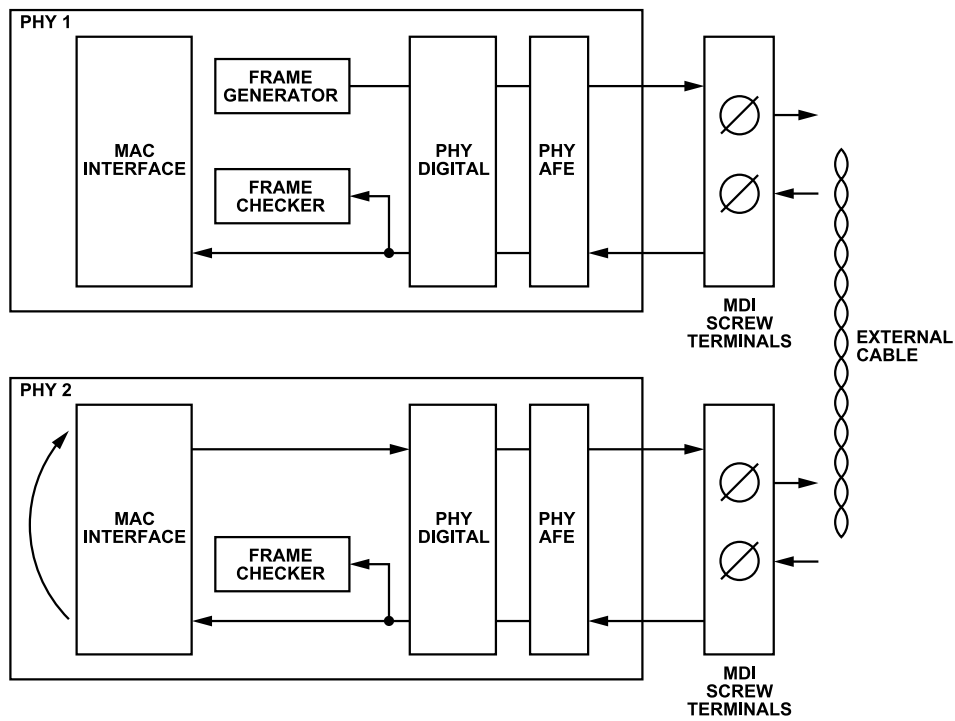 PHY 1
MAC
INTERFACE
FRAME
GENERATOR
FRAME
CHECKER
PHY
DIGITAL
PHY
AFE
MDI
SCREW
TERMINALS
EXTERNAL
CABLE
PHY 2
MAC
INTERFACE
FRAME
CHECKER
PHY
DIGITAL
PHY
AFE
MDI
SCREW
TERMINALS